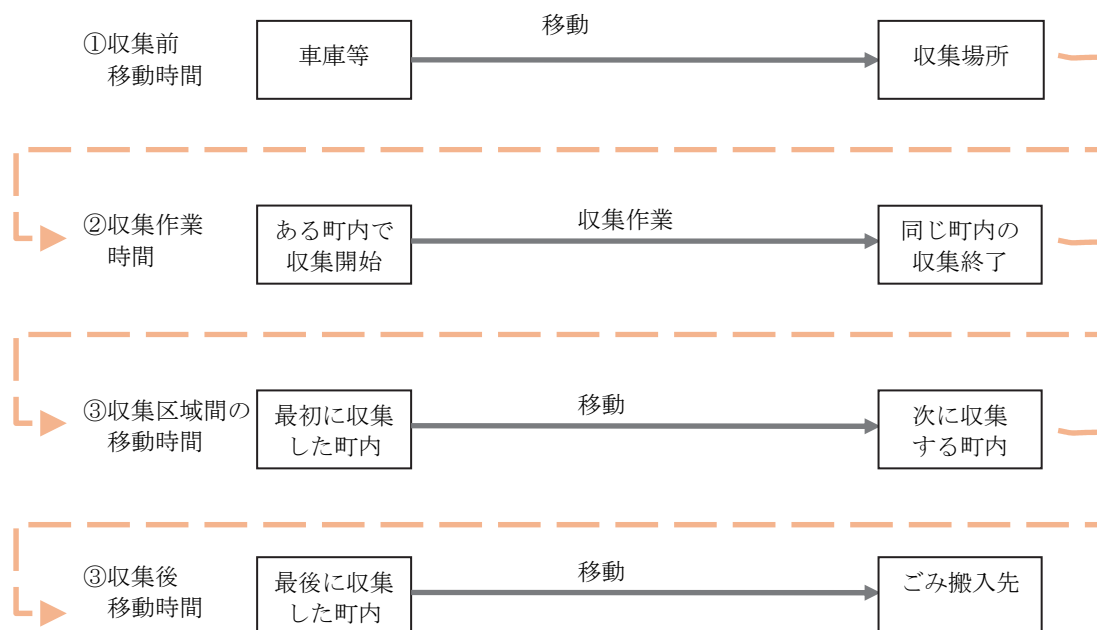 移動
①収集前
移動時間
車庫等
収集場所
②収集作業
時間
ある町内で
収集開始
収集作業
同じ町内の
収集終了
③収集区域間の
移動時間
最初に収集
した町内
移動
次に収集
する町内
③収集後
移動時間
最後に収集
した町内
移動
ごみ搬入先